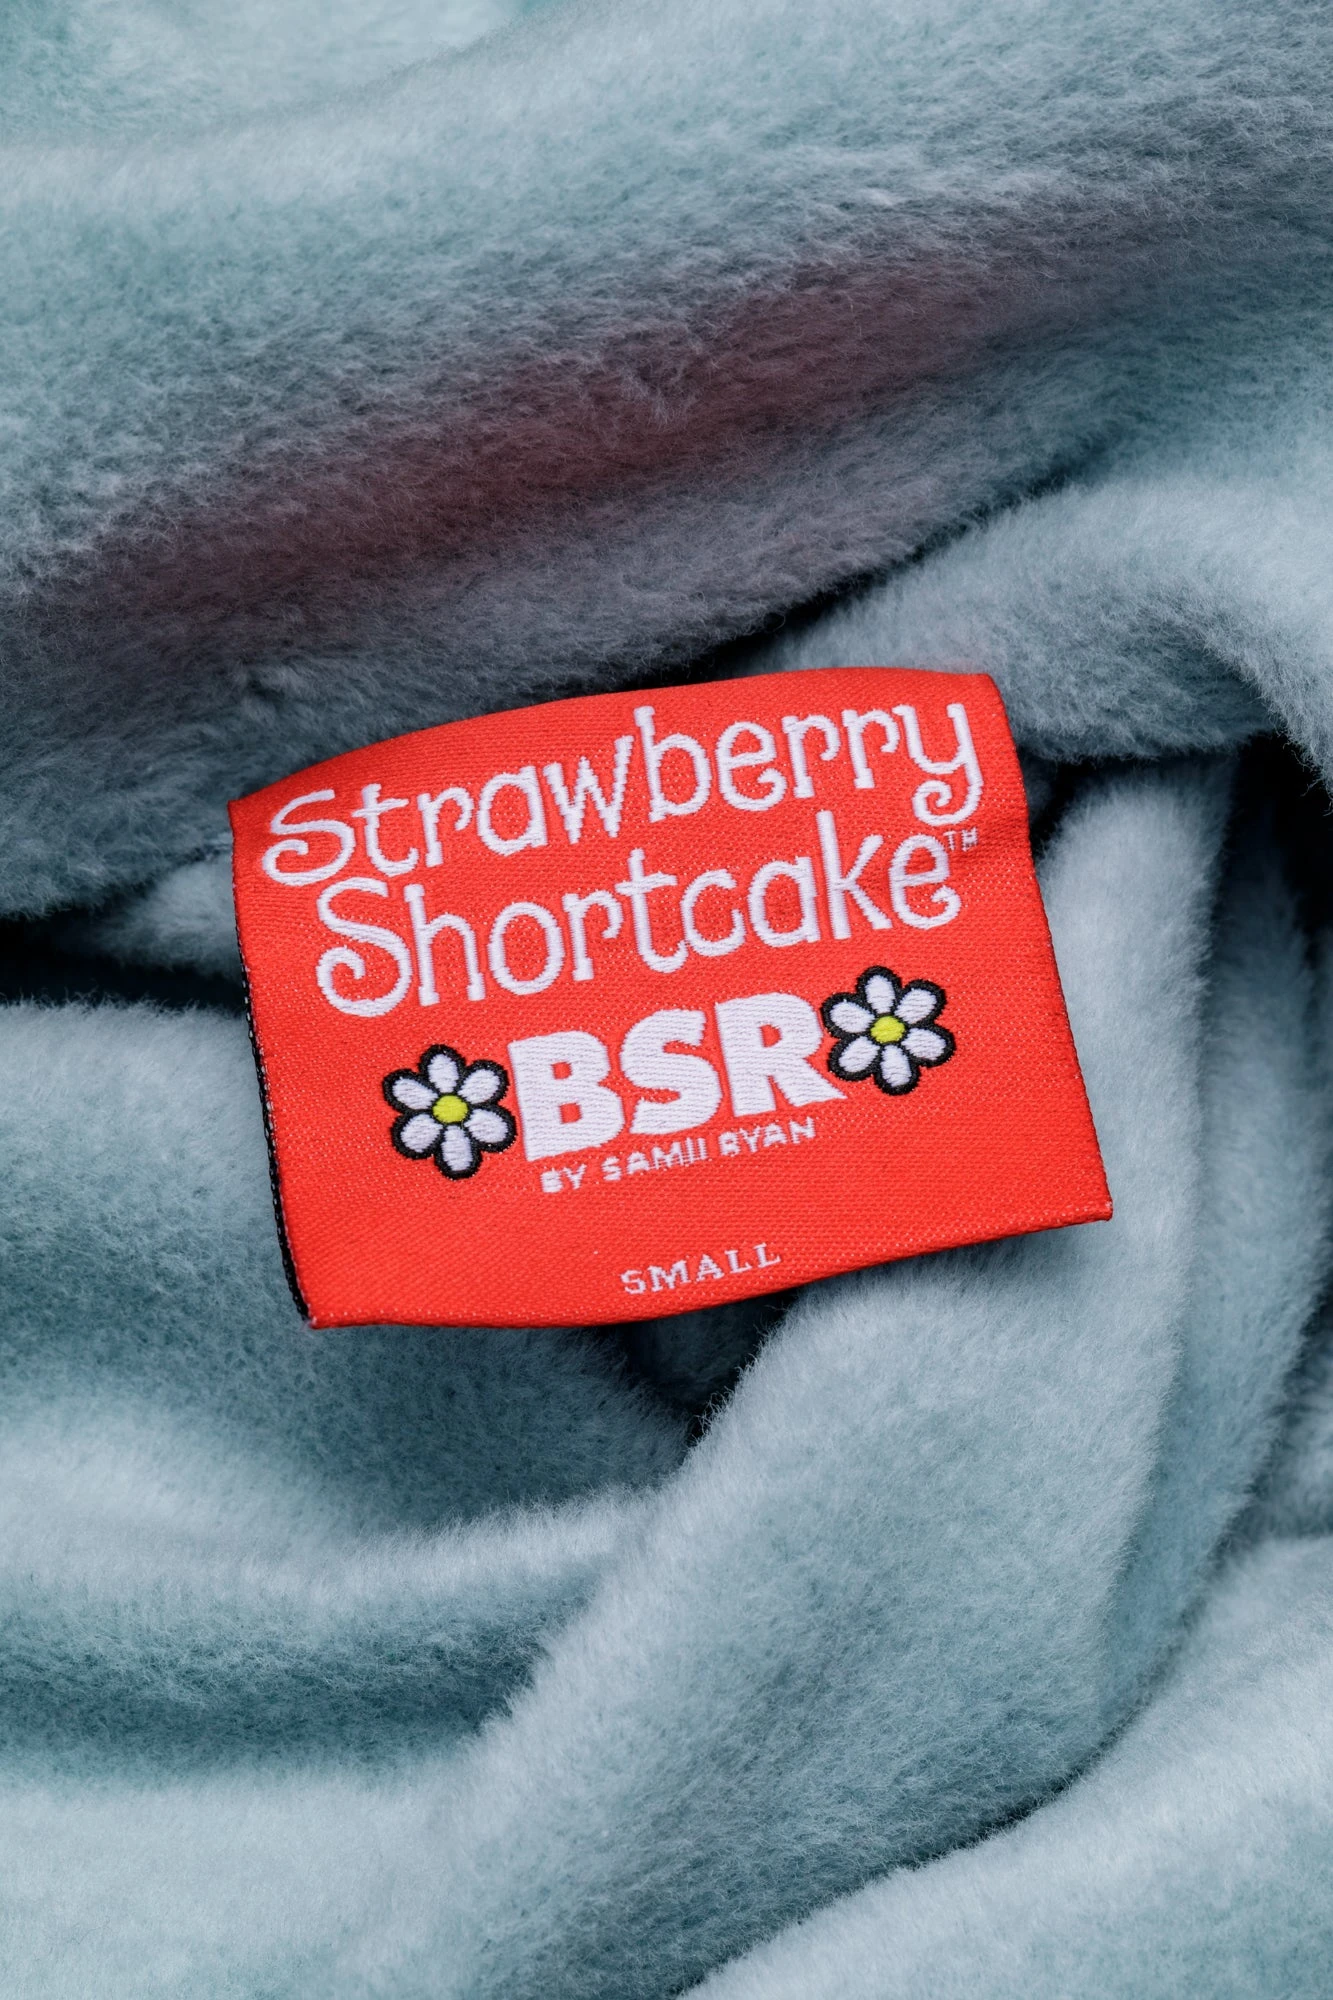 Strawberry
Shortcake™
BSR
BY SAMII RYAN
SMALL